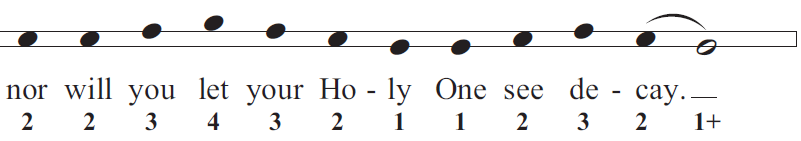 nor will you let your Ho - ly One see de - cay. __
2 2 3 4 3 2 1 1 2 3 2 1+